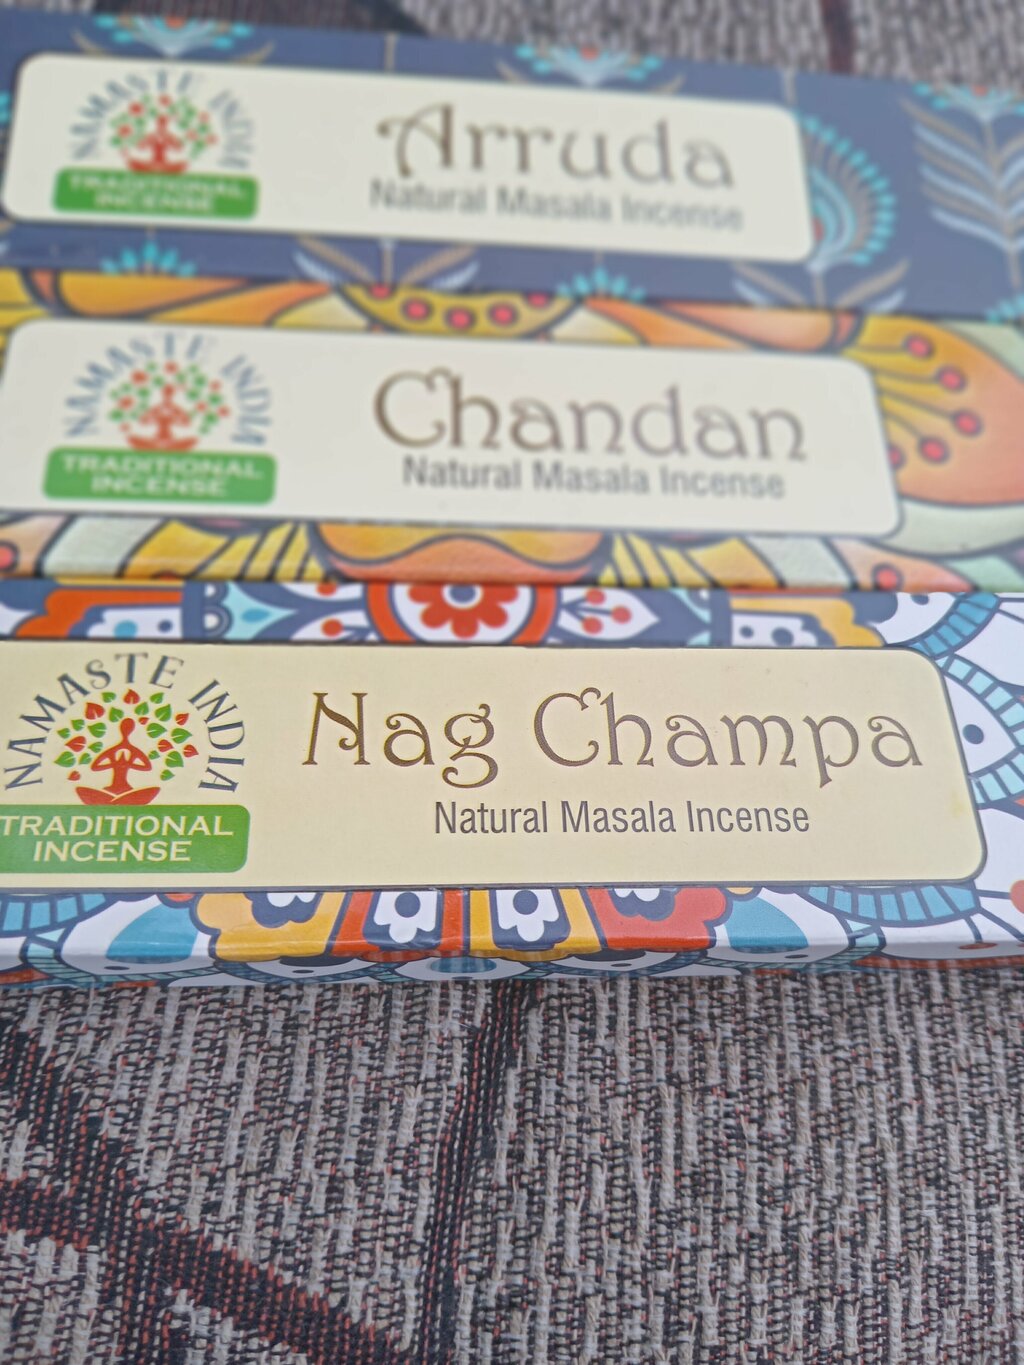 NAMASTE INDIA
TRADITIONAL
INCENSE
Arruda
Natural Masala Incense
NAMASTE INDIA
TRADITIONAL
INCENSE
Chandan
Natural Masala Incense
NAMASTE INDIA
TRADITIONAL
INCENSE
Nag Champa
Natural Masala Incense